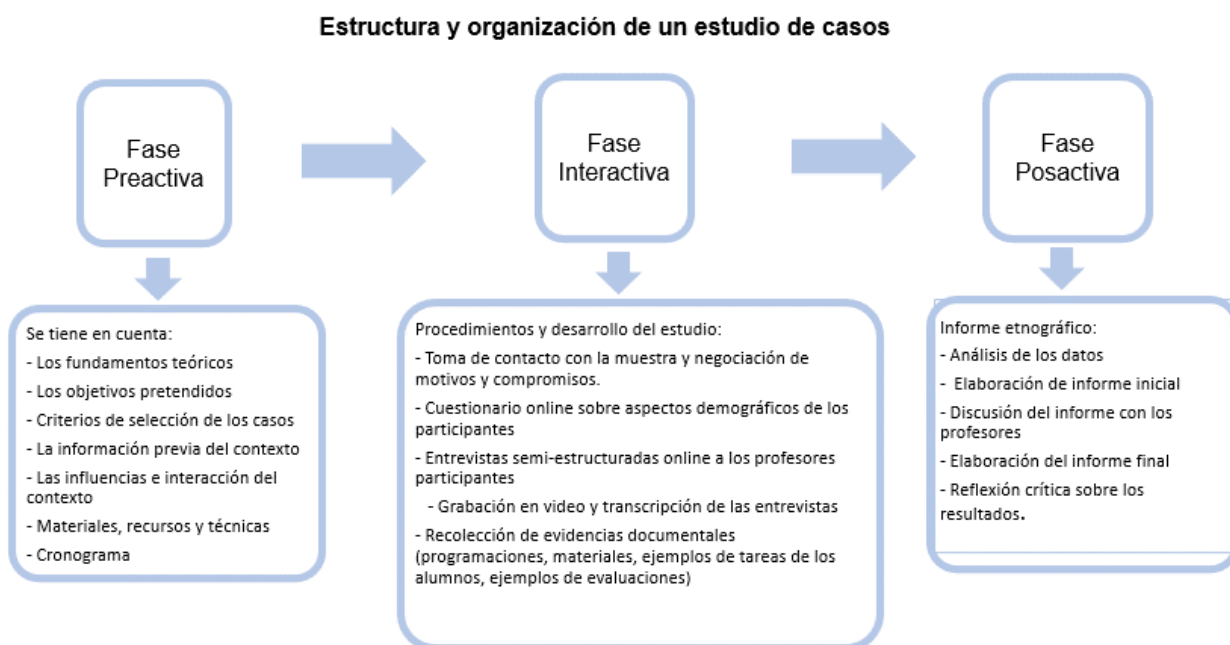 Estructura y organización de un estudio de casos
Fase
Preactiva
Fase
Interactiva
Fase
Posactiva
Se tiene en cuenta:
- Los fundamentos teóricos
- Los objetivos pretendidos
- Criterios de selección de los casos
- La información previa del contexto
- Las influencias e interacción del
contexto
- Materiales, recursos y técnicas
- Cronograma
Procedimientos y desarrollo del estudio:
- Toma de contacto con la muestra y negociación de
motivos y compromisos.
- Cuestionario online sobre aspectos demográficos de los
participantes
- Entrevistas semi-estructuradas online a los profesores
participantes
- Grabación en video y transcripción de las entrevistas
- Recolección de evidencias documentales
(programaciones, materiales, ejemplos de tareas de los
alumnos, ejemplos de evaluaciones)
Informe etnográfico:
- Análisis de los datos
- Elaboración de informe inicial
- Discusión del informe con los
profesores
- Elaboración del informe final
- Reflexión crítica sobre los
resultados.